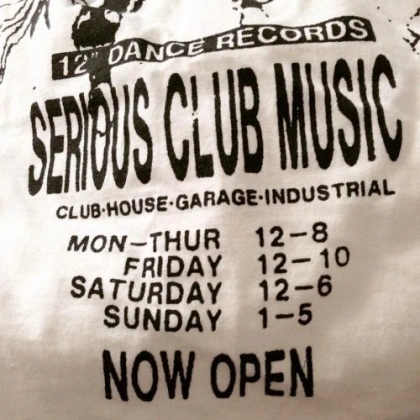 12" DANCE RECORDS
SERIOUS CLUB MUSIC
CLUB·HOUSE·GARAGE·INDUSTRIAL
MON-THUR 12-8
FRIDAY 12-10
SATURDAY 12-6
SUNDAY 1-5
NOW OPEN